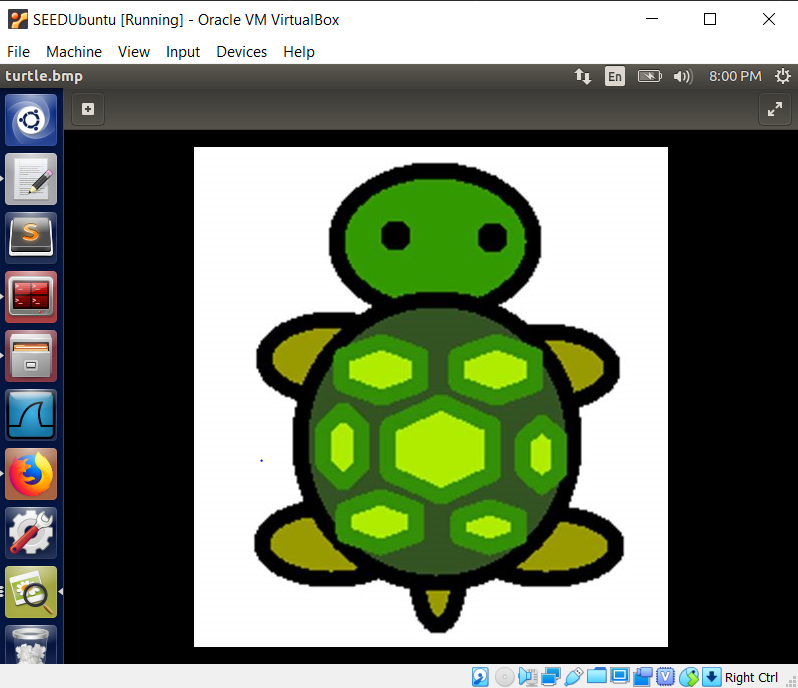 SEEDUbuntu [Running] - Oracle VM VirtualBox
File Machine View Input Devices Help
turtle.bmp En 8:00 PM
S
>_ >_
V Right Ctrl